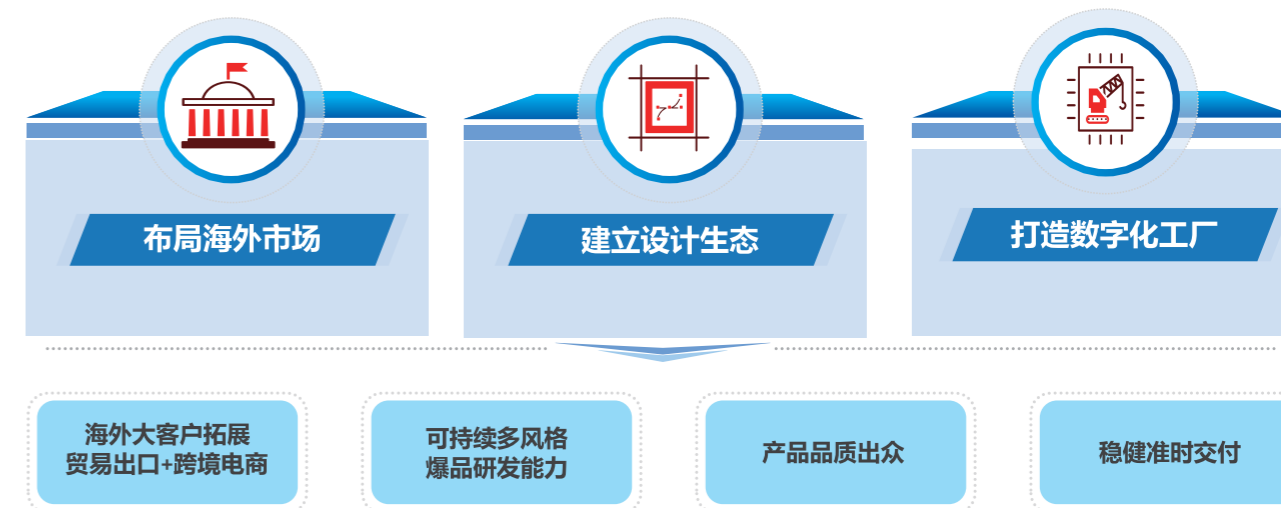 布局海外市场
建立设计生态
打造数字化工厂
海外大客户拓展
贸易出口+跨境电商
可持续多风格
爆品研发能力
产品品质出众
稳健准时交付